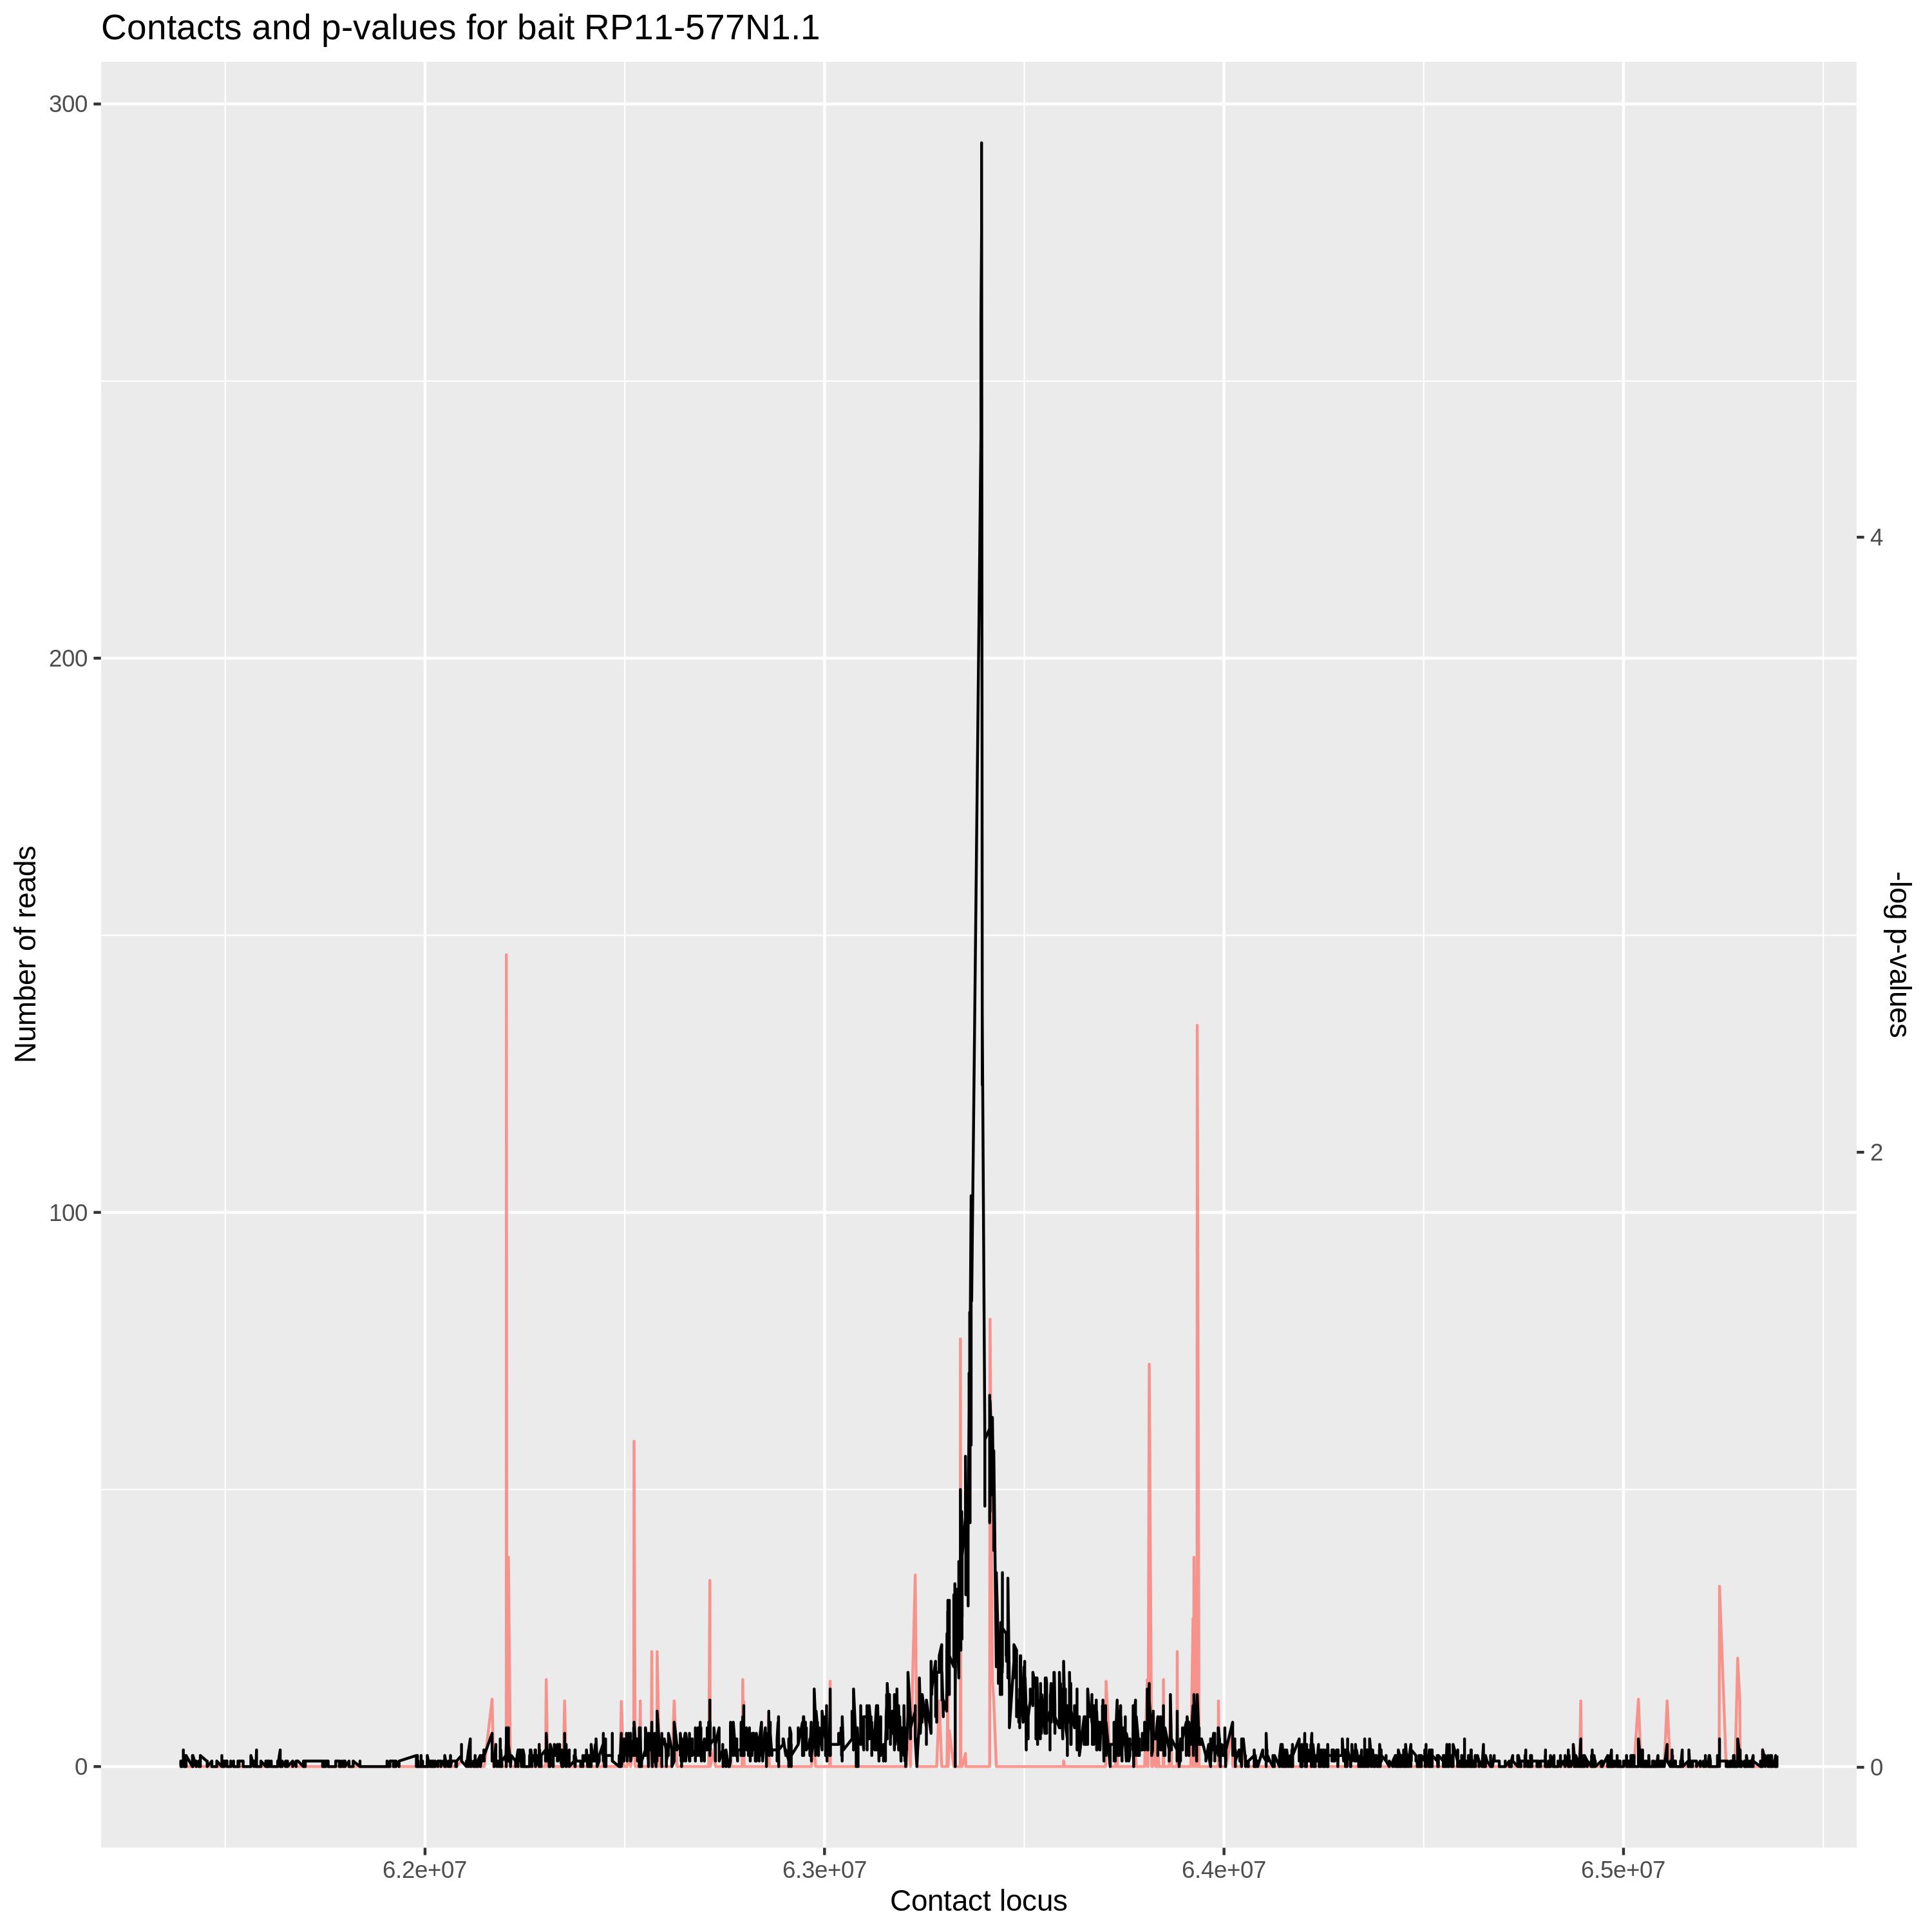 Contacts and p-values for bait RP11-577N1.1
300
200
100
0
Number of reads
4
2
0
-log p-values
6.2e+07 6.3e+07 6.4e+07 6.5e+07
Contact locus